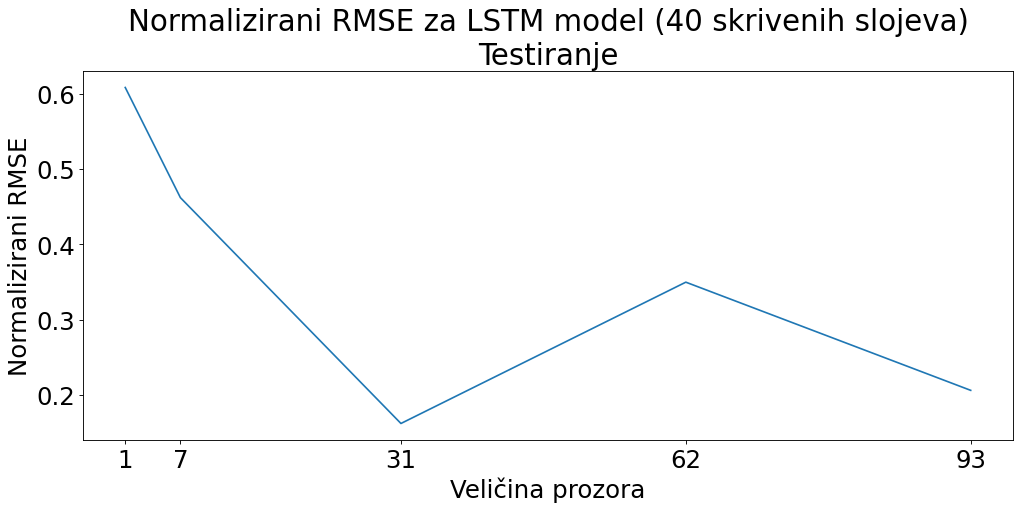 Normalizirani RMSE za LSTM model (40 skrivenih slojeva)
Testiranje
Normalizirani RMSE
0.6
0.5
0.4
0.3
0.2
1 7 31 62 93
Veličina prozora